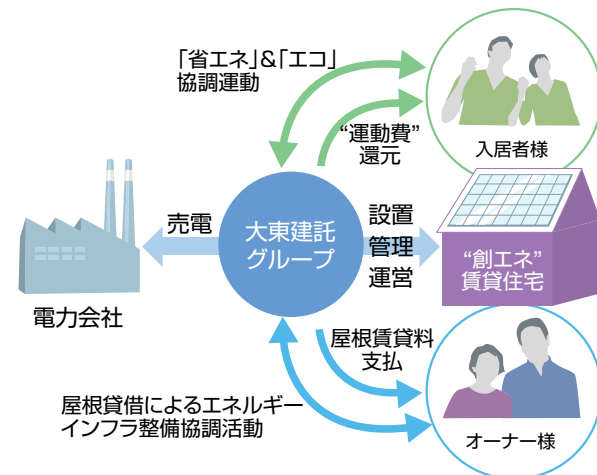 「省エネ」&「エコ」
協調運動
“運動費”
還元
入居者様
売電
大東建託
グループ
設置
管理
運営
“創エネ”
賃貸住宅
電力会社
屋根賃貸料
支払
屋根貸借によるエネルギー
インフラ整備協調活動
オーナー様